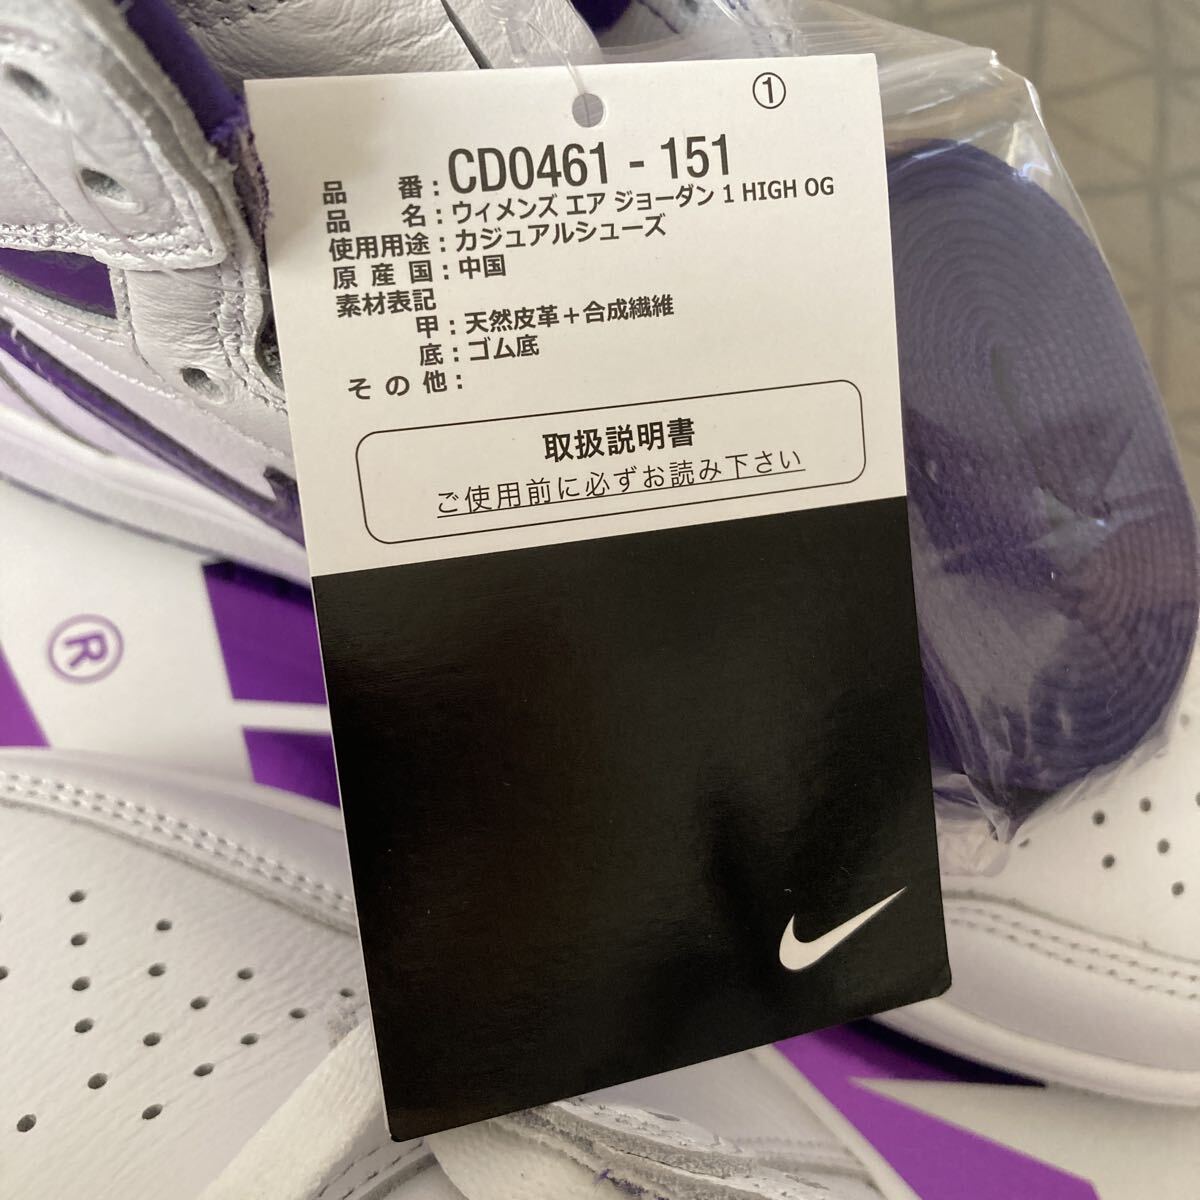 ①
品番：CD0461 - 151
品名：ウィメンズ エア ジョーダン 1 HIGH OG
使用用途：カジュアルシューズ
原産国：中国
素材表記
甲：天然皮革＋合成繊維
底：ゴム底
その他：
取扱説明書
ご使用前に必ずお読み下さい
®